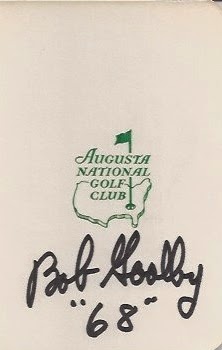 AUGUSTA
NATIONAL
GOLF
CLUB
Bob Goalby
"68"